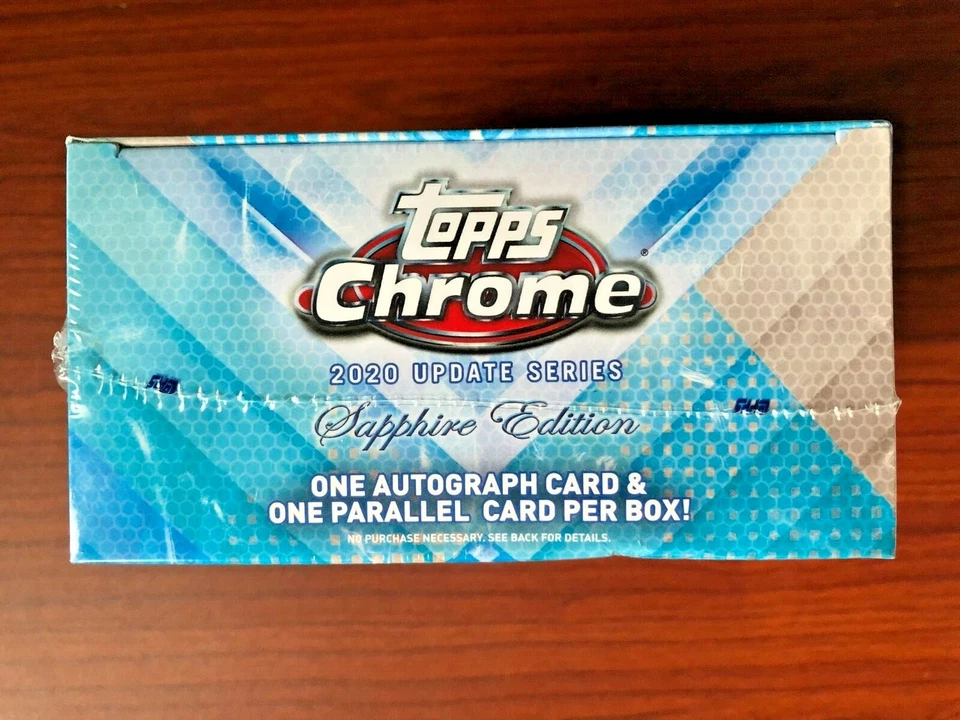 topps
Chrome®
2020 UPDATE SERIES
Sapphire Edition
ONE AUTOGRAPH CARD &
ONE PARALLEL CARD PER BOX!
NO PURCHASE NECESSARY. SEE BACK FOR DETAILS.